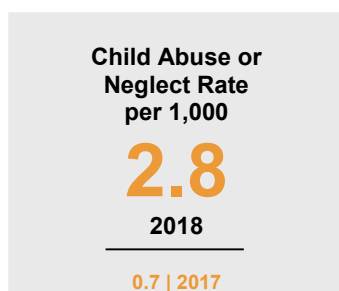 Child Abuse or
Neglect Rate
per 1,000
2.8
2018
0.7 | 2017